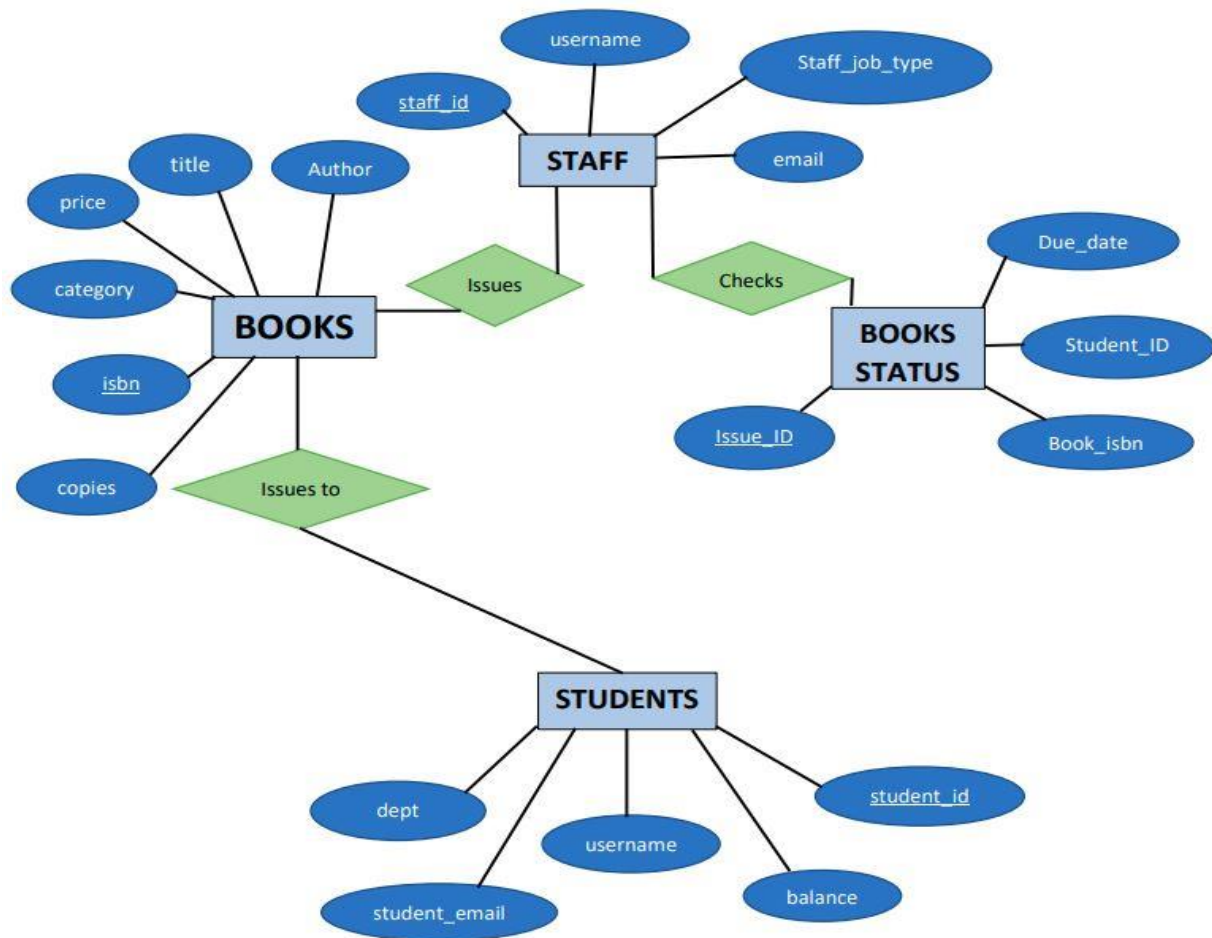 username
Staff_job_type
staff_id
STAFF
email
title
Author
price
category
BOOKS
isbn
copies
Issues
Checks
Due_date
BOOKS
STATUS
Student_ID
Issue_ID
Book_isbn
Issues to
STUDENTS
dept
student_email
username
balance
student_id